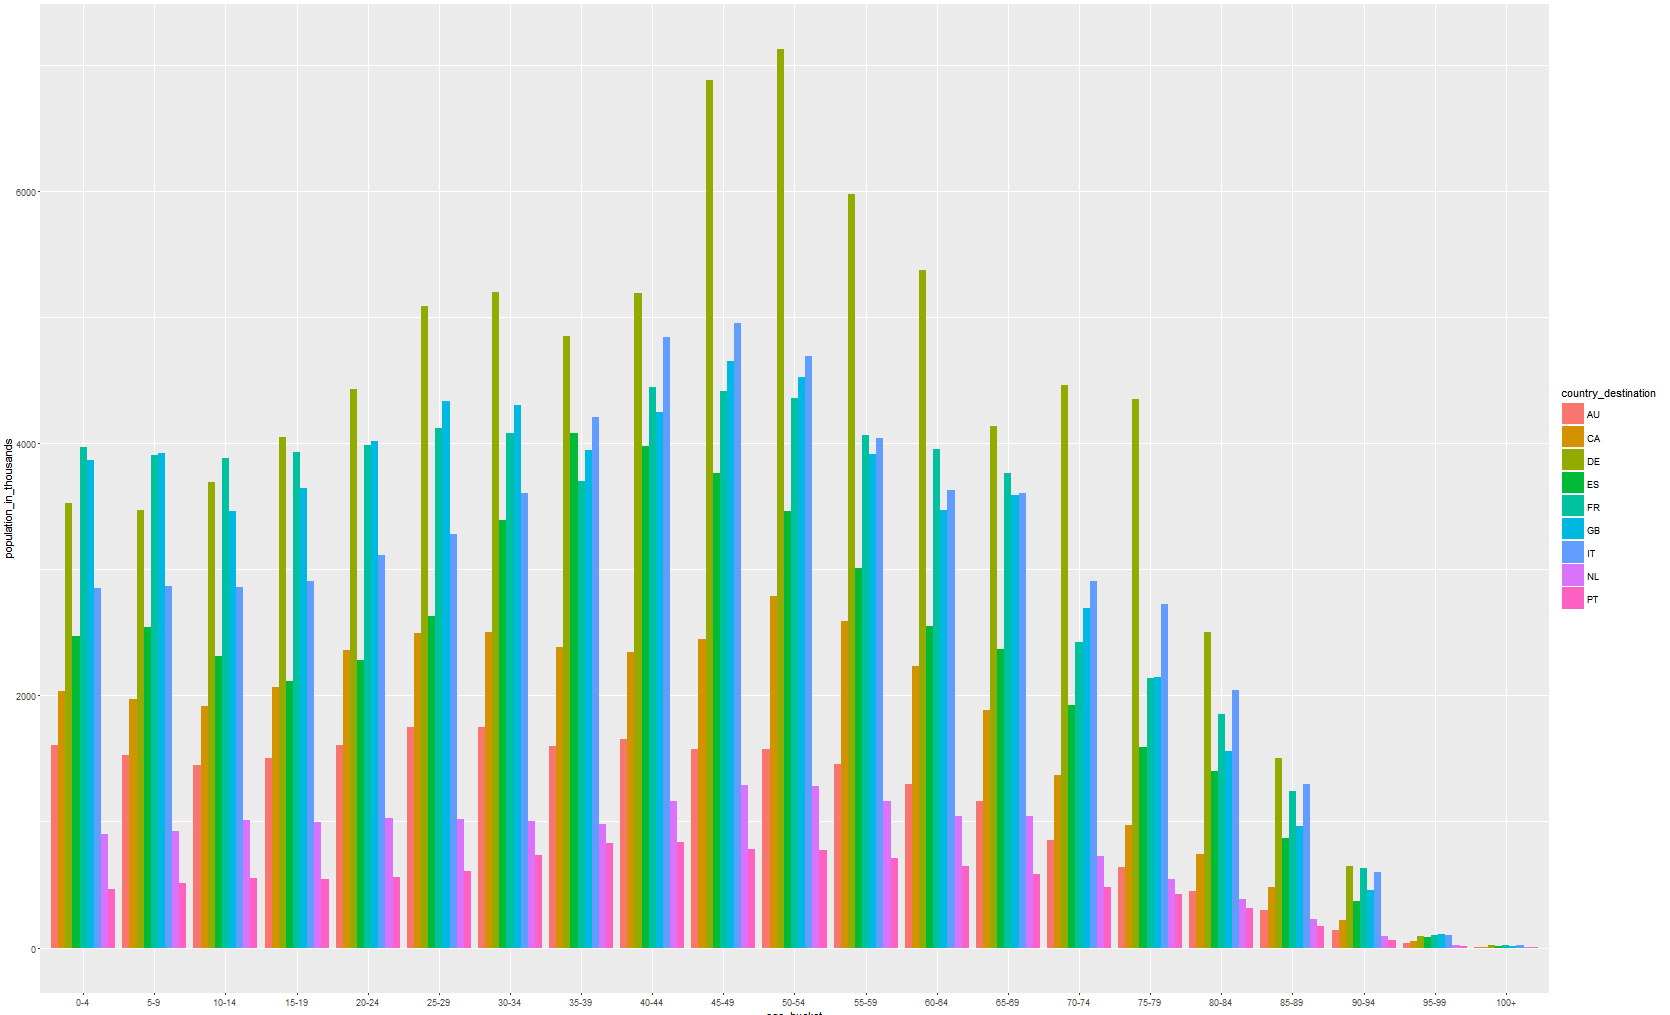 population_in_thousands
6000
4000
2000
0
0-4 5-9 10-14 15-19 20-24 25-29 30-34 35-39 40-44 45-49 50-54 55-59 60-64 65-69 70-74 75-79 80-84 85-89 90-94 95-99 100+
age_bucket
country_destination
AU
CA
DE
ES
FR
GB
IT
NL
PT